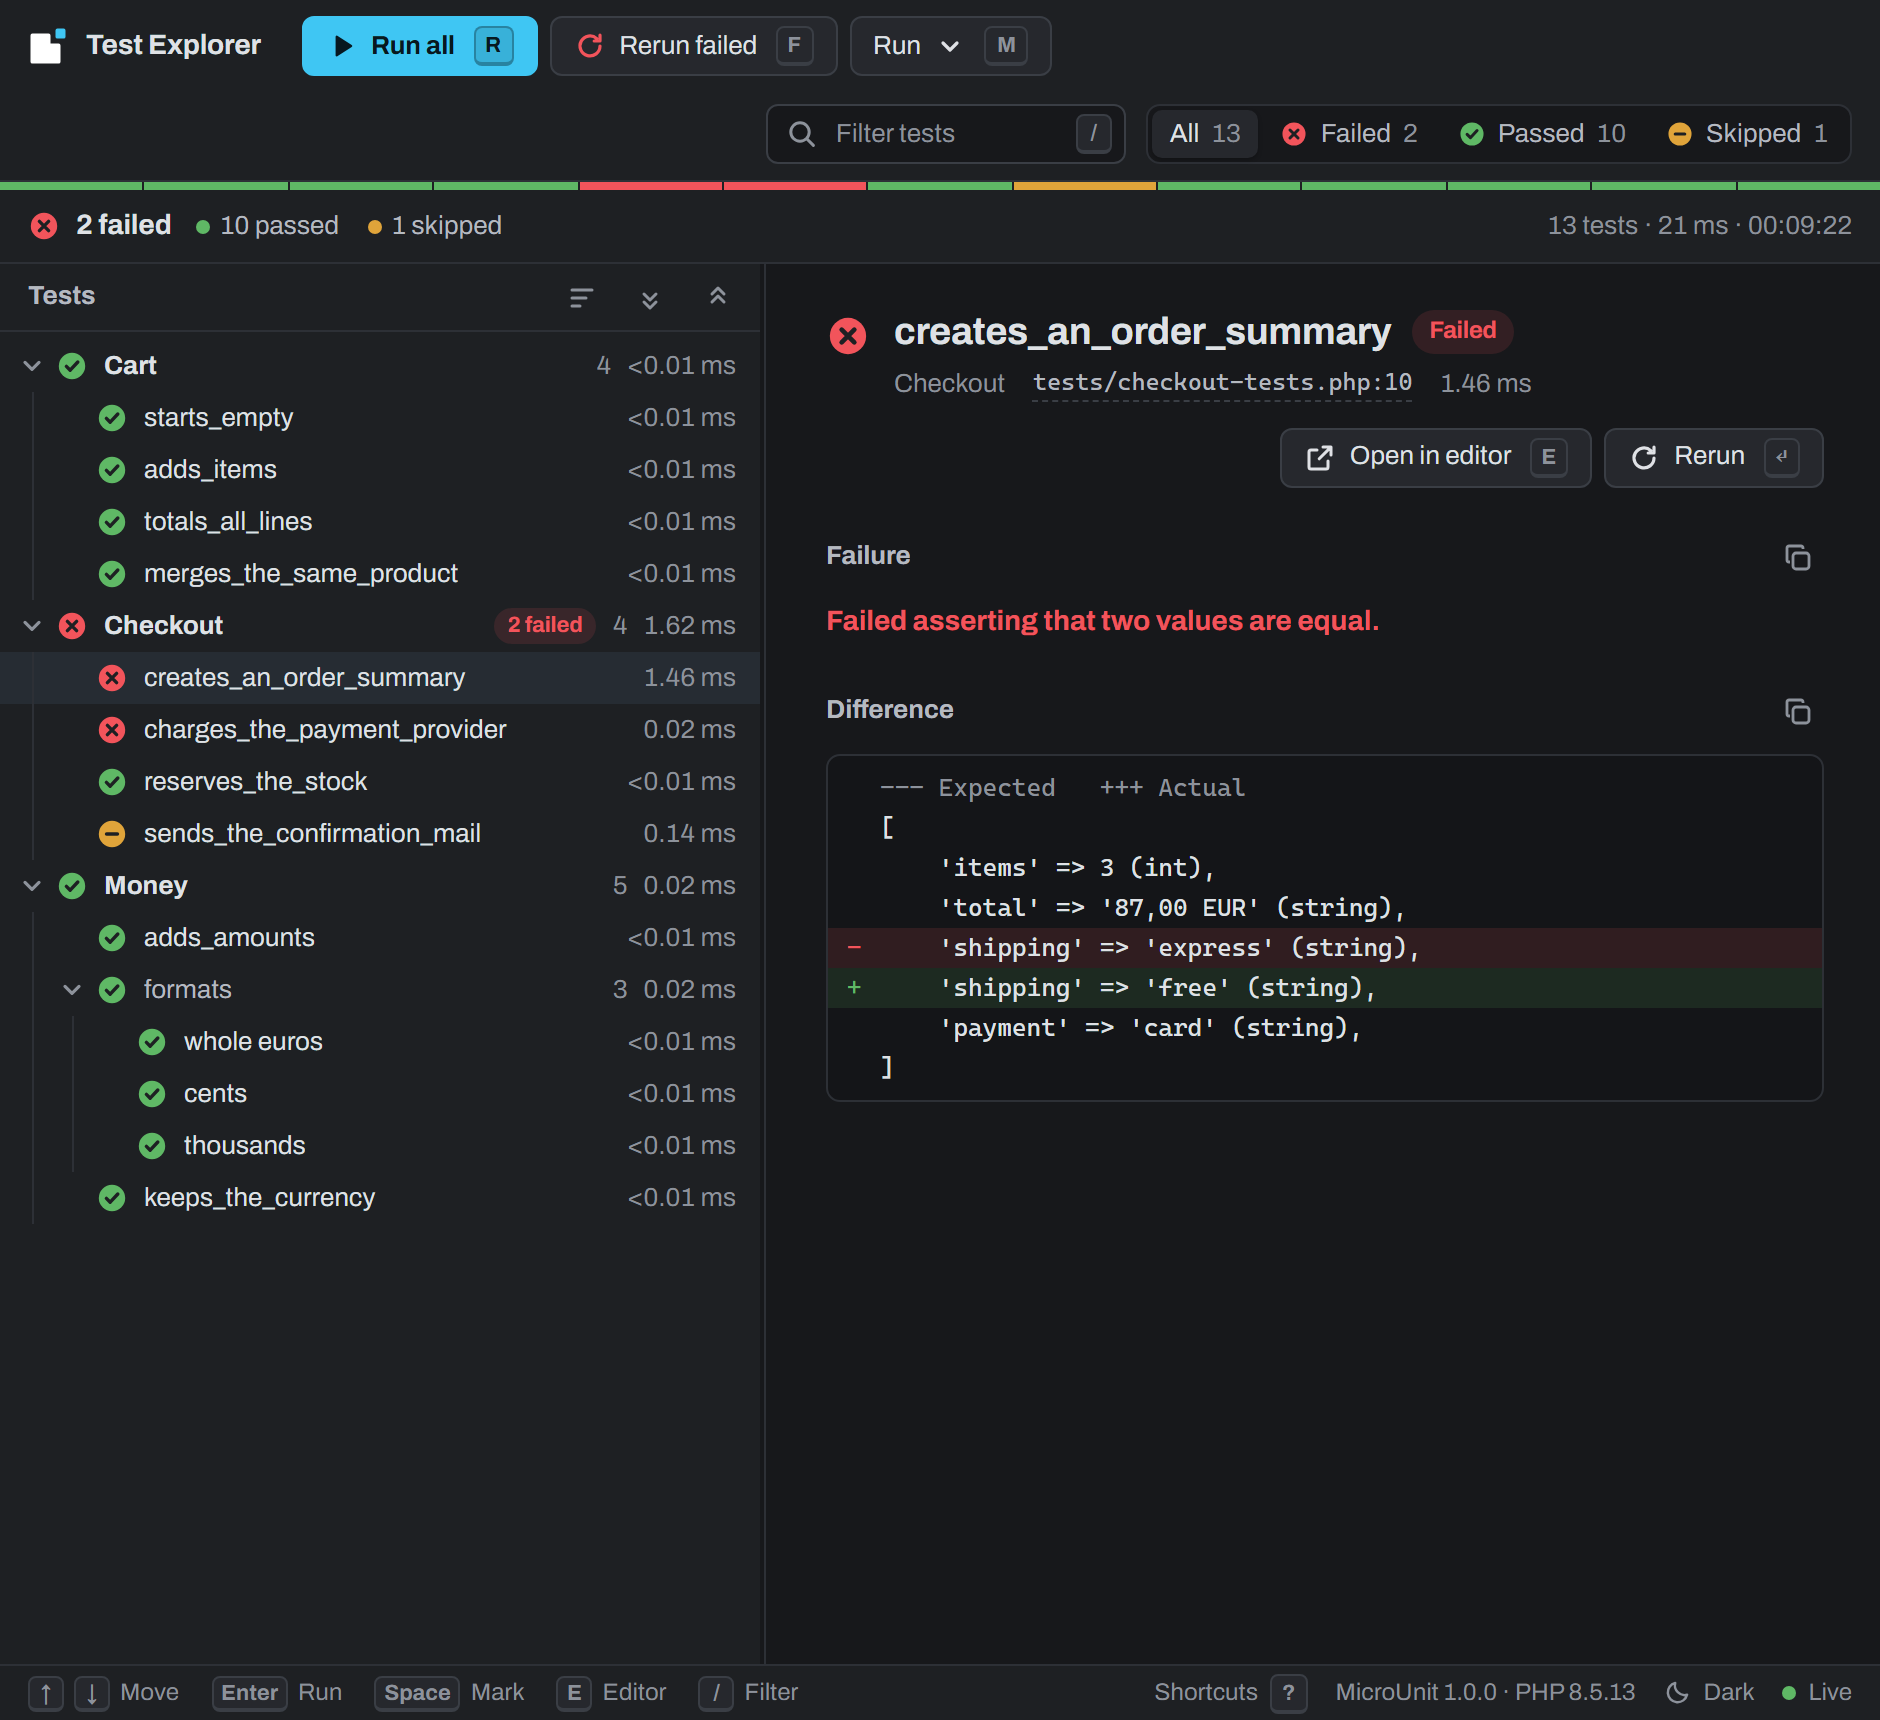 Test Explorer
Run all R
Rerun failed F
Run M
Filter tests /
All 13
Failed 2
Passed 10
Skipped 1
2 failed
10 passed
1 skipped
13 tests · 21 ms · 00:09:22
Tests
Cart 4 <0.01 ms
starts_empty <0.01 ms
adds_items <0.01 ms
totals_all_lines <0.01 ms
merges_the_same_product <0.01 ms
Checkout 2 failed 4 1.62 ms
creates_an_order_summary 1.46 ms
charges_the_payment_provider 0.02 ms
reserves_the_stock <0.01 ms
sends_the_confirmation_mail 0.14 ms
Money 5 0.02 ms
adds_amounts <0.01 ms
formats 3 0.02 ms
whole euros <0.01 ms
cents <0.01 ms
thousands <0.01 ms
keeps_the_currency <0.01 ms
creates_an_order_summary Failed
Checkout tests/checkout-tests.php:10 1.46 ms
Open in editor E
Rerun ↵
Failure
Failed asserting that two values are equal.
Difference
--- Expected +++ Actual
[
'items' => 3 (int),
'total' => '87,00 EUR' (string),
- 'shipping' => 'express' (string),
+ 'shipping' => 'free' (string),
'payment' => 'card' (string),
]
↑ ↓ Move
Enter Run
Space Mark
E Editor
/ Filter
Shortcuts ?
MicroUnit 1.0.0 · PHP 8.5.13
Dark
Live